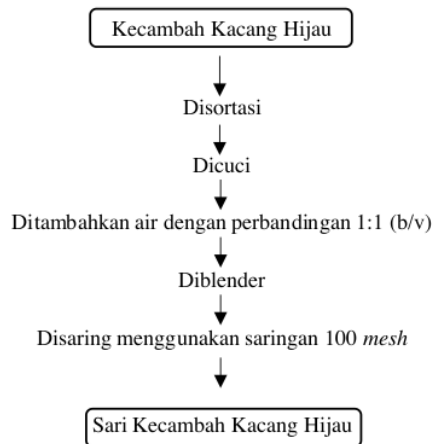 Kecambah Kacang Hijau
Disortasi
Dicuci
Ditambahkan air dengan perbandingan 1:1 (b/v)
Diblender
Disaring menggunakan saringan 100 mesh
Sari Kecambah Kacang Hijau